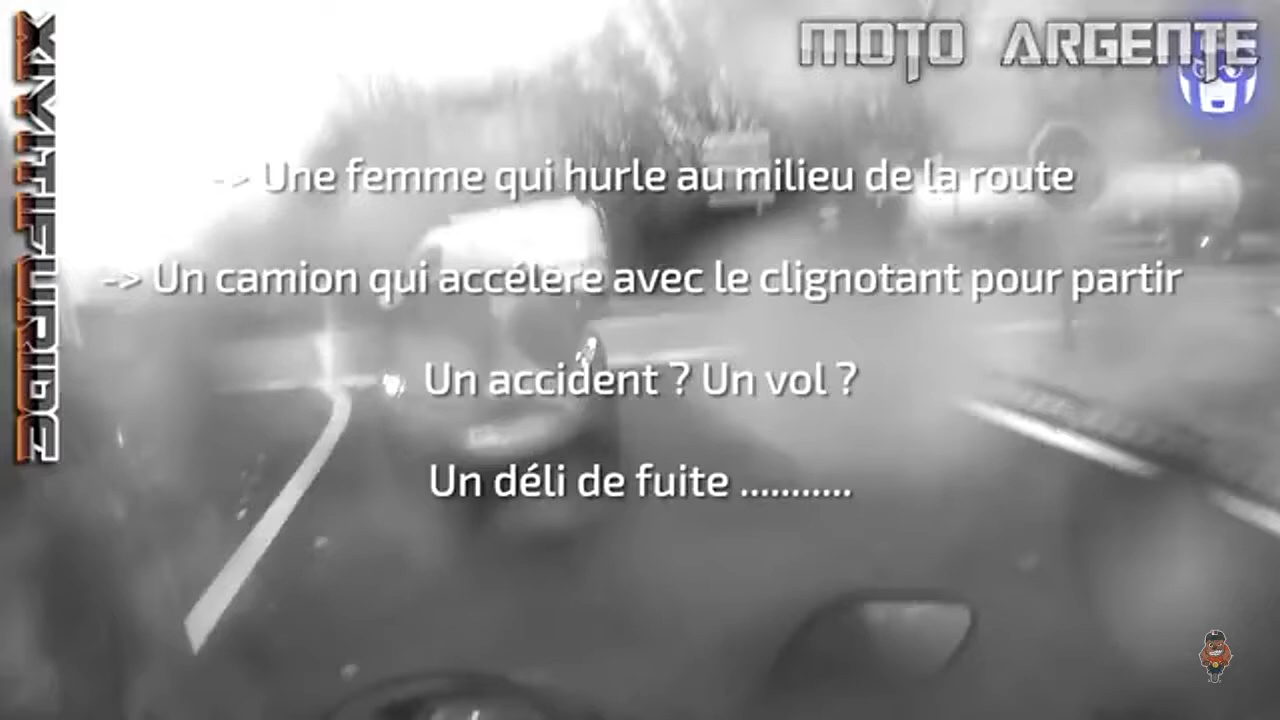 MOTO ARGENTE
-> Une femme qui hurle au milieu de la route
-> Un camion qui accélère avec le clignotant pour partir
Un accident ? Un vol ?
Un déli de fuite ...........